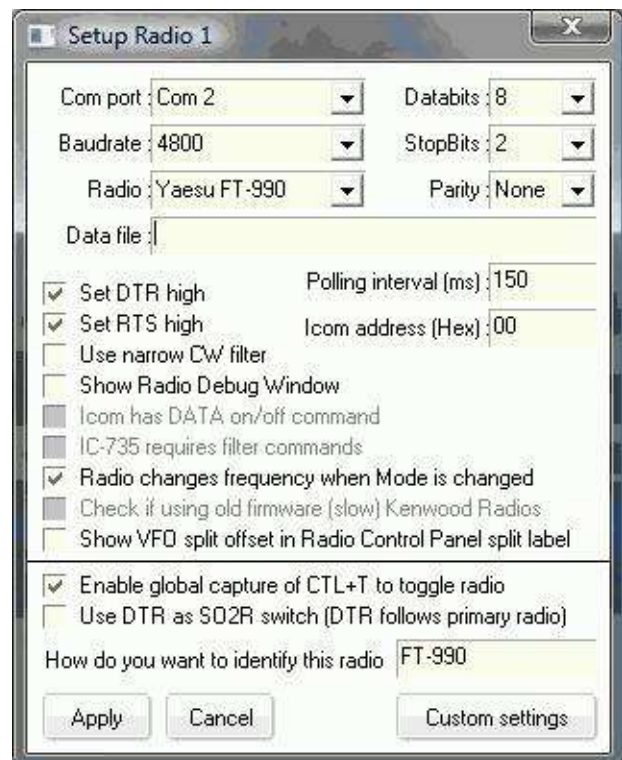 Setup Radio 1
X
Com port : Com 2 Databits : 8
Baudrate : 4800 StopBits : 2
Radio : Yaesu FT-990 Parity : None
Data file :
Set DTR high Polling interval (ms) : 150
Set RTS high Icom address (Hex) : 00
Use narrow CW filter
Show Radio Debug Window
Icom has DATA on/off command
IC-735 requires filter commands
Radio changes frequency when Mode is changed
Check if using old firmware (slow) Kenwood Radios
Show VFO split offset in Radio Control Panel split label
Enable global capture of CTL+T to toggle radio
Use DTR as SO2R switch (DTR follows primary radio)
How do you want to identify this radio FT-990
Apply Cancel Custom settings